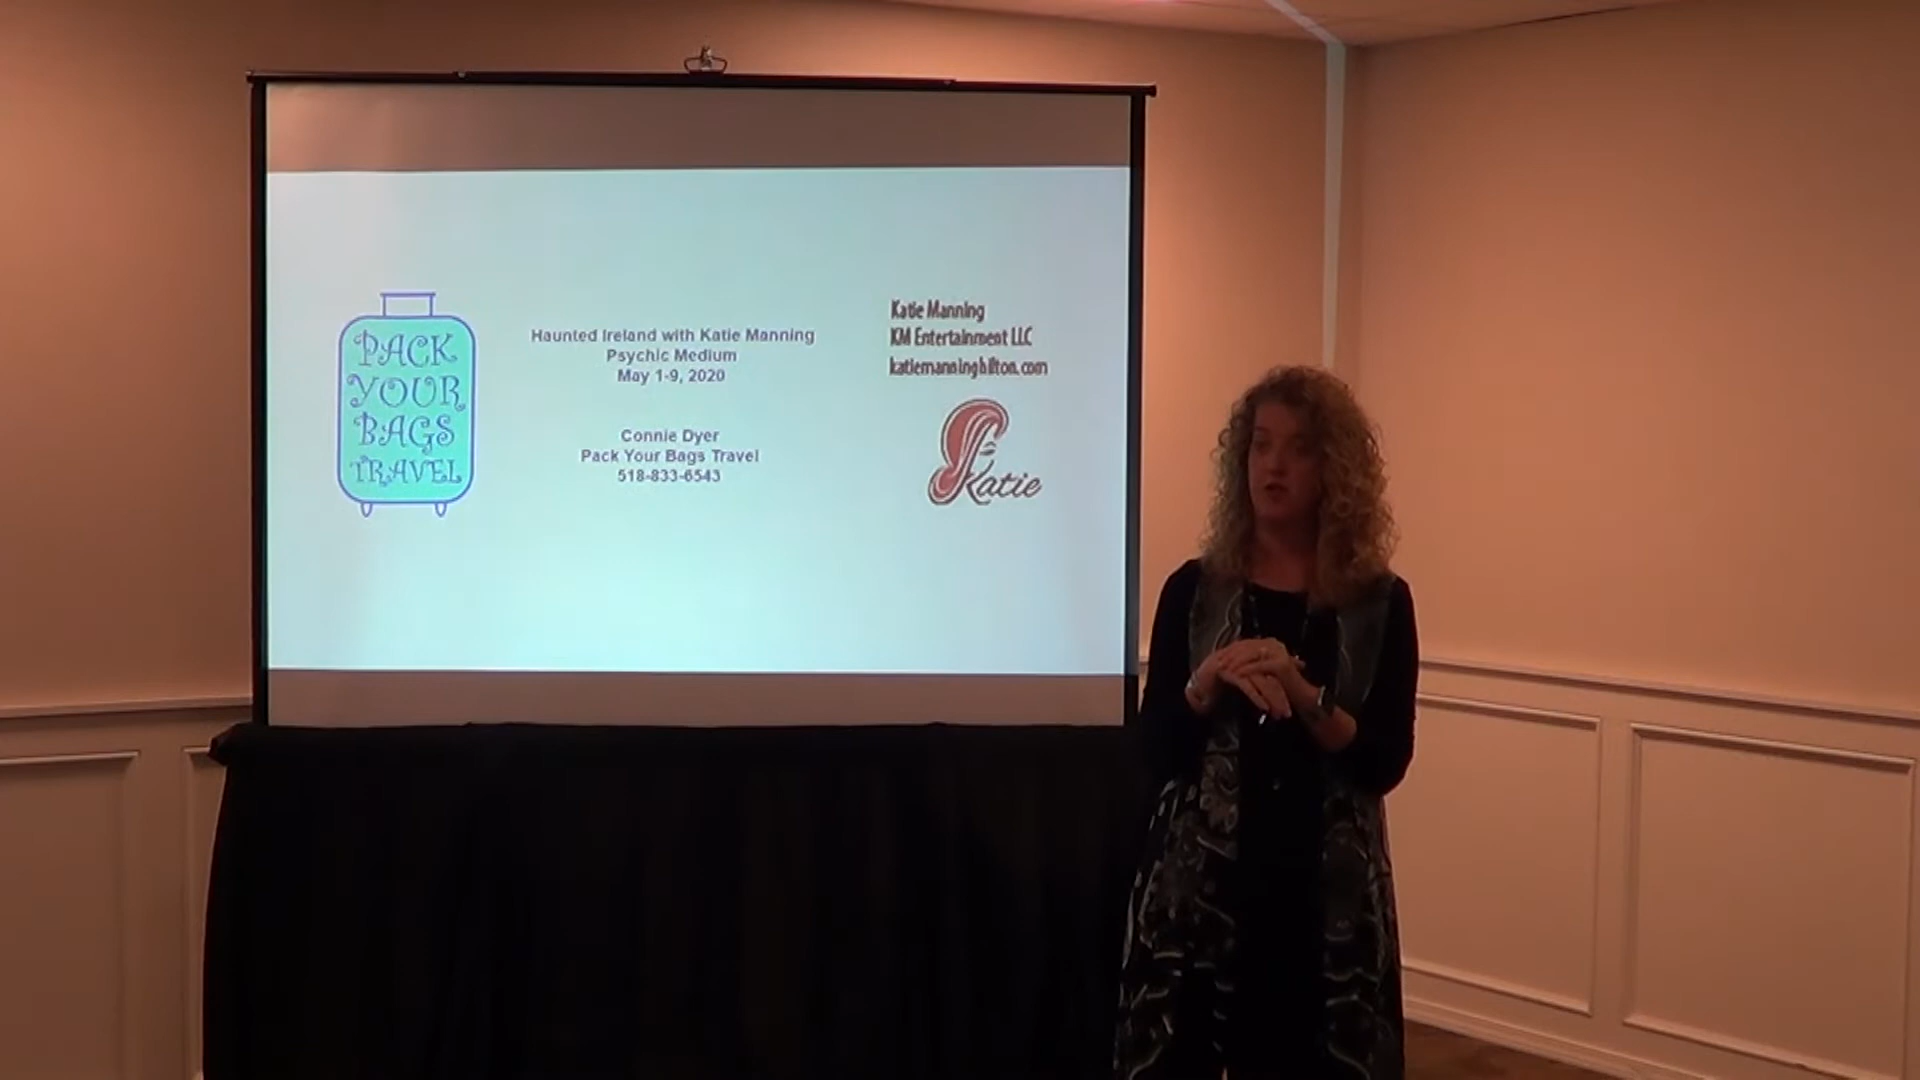 PACK
YOUR
BAGS
TRAVEL
Haunted Ireland with Katie Manning
Psychic Medium
May 1-9, 2020
Connie Dyer
Pack Your Bags Travel
518-833-6543
Katie Manning
KM Entertainment LLC
katiemanninghilton.com
Katie